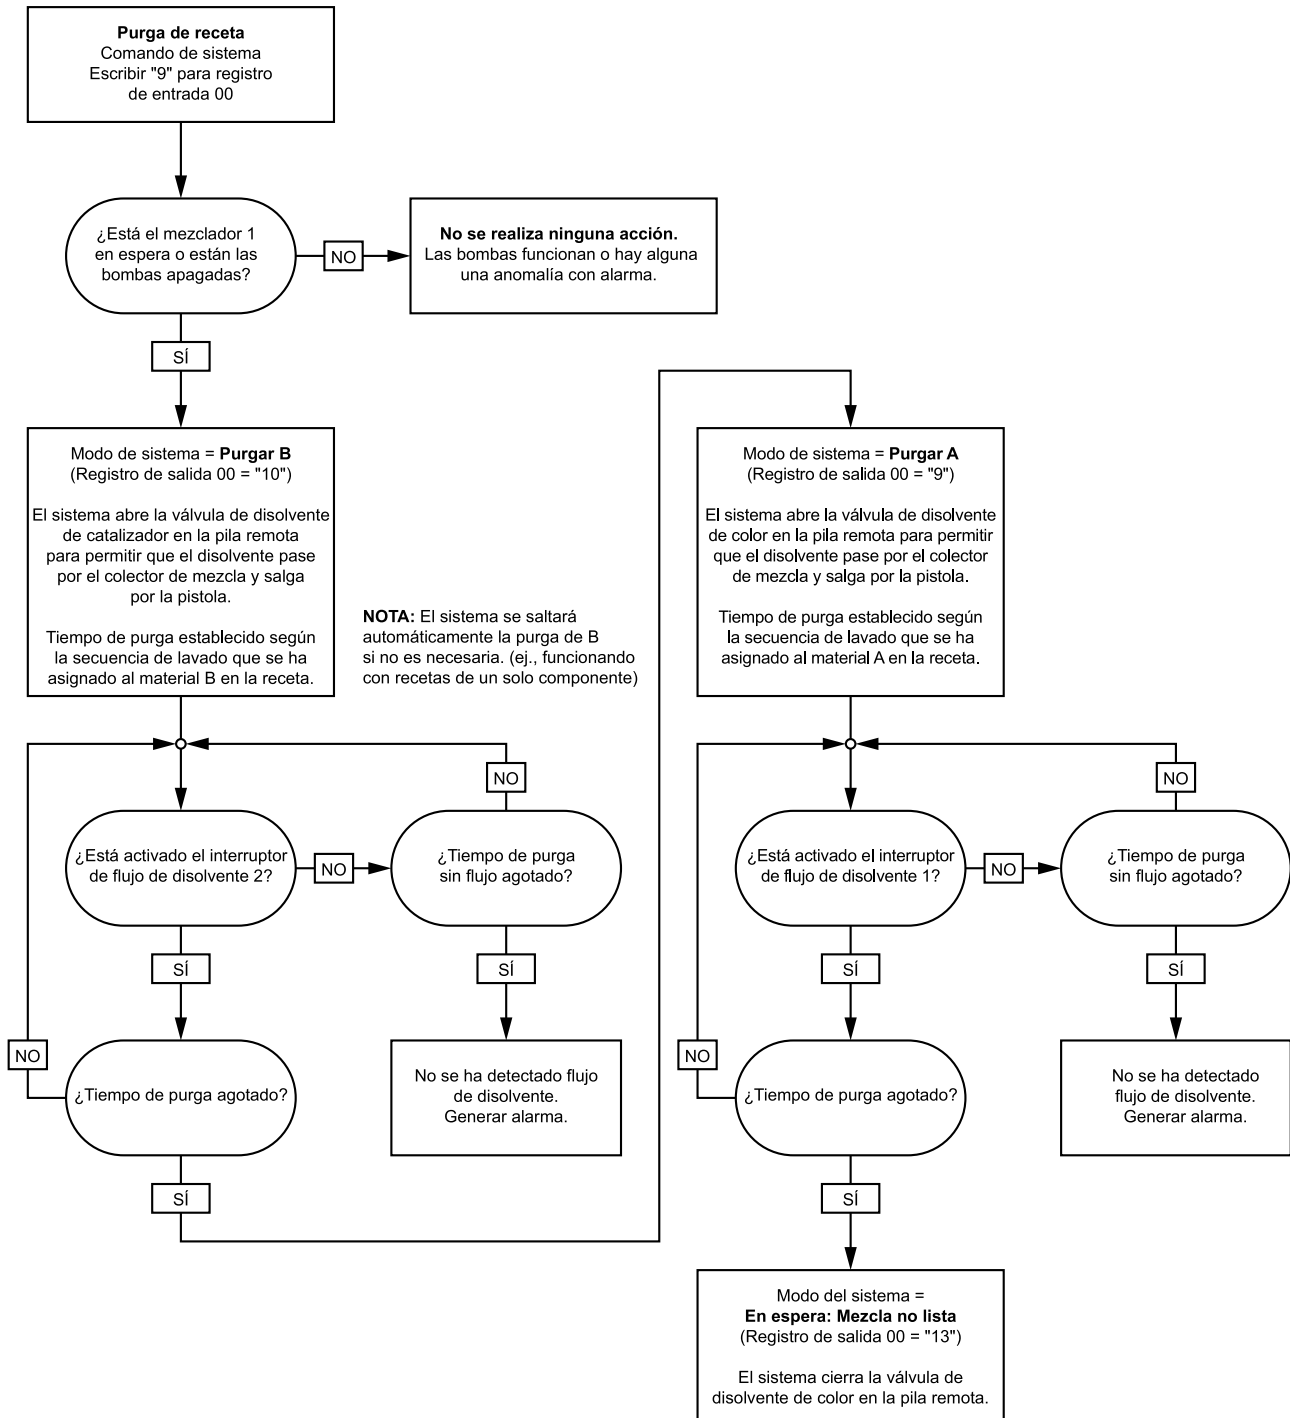 Purga de receta
Comando de sistema
Escribir "9" para registro
de entrada 00
¿Está el mezclador 1
en espera o están las
bombas apagadas?
NO
No se realiza ninguna acción.
Las bombas funcionan o hay alguna
una anomalía con alarma.
SÍ
Modo de sistema = Purgar B
(Registro de salida 00 = "10")
El sistema abre la válvula de disolvente
de catalizador en la pila remota
para permitir que el disolvente pase
por el colector de mezcla y salga
por la pistola.
Tiempo de purga establecido según
la secuencia de lavado que se ha
asignado al material B en la receta.
NOTA: El sistema se saltará
automáticamente la purga de B
si no es necesaria. (ej., funcionando
con recetas de un solo componente)
¿Está activado el interruptor
de flujo de disolvente 2?
NO
¿Tiempo de purga
sin flujo agotado?
NO
SÍ
SÍ
No se ha detectado flujo
de disolvente.
Generar alarma.
¿Tiempo de purga agotado?
NO
SÍ
Modo de sistema = Purgar A
(Registro de salida 00 = "9")
El sistema abre la válvula de disolvente
de color en la pila remota para permitir
que el disolvente pase por el colector
de mezcla y salga por la pistola.
Tiempo de purga establecido según
la secuencia de lavado que se ha
asignado al material A en la receta.
¿Está activado el interruptor
de flujo de disolvente 1?
NO
¿Tiempo de purga
sin flujo agotado?
NO
SÍ
SÍ
No se ha detectado
flujo de disolvente.
Generar alarma.
¿Tiempo de purga agotado?
NO
SÍ
Modo del sistema =
En espera: Mezcla no lista
(Registro de salida 00 = "13")
El sistema cierra la válvula de
disolvente de color en la pila remota.